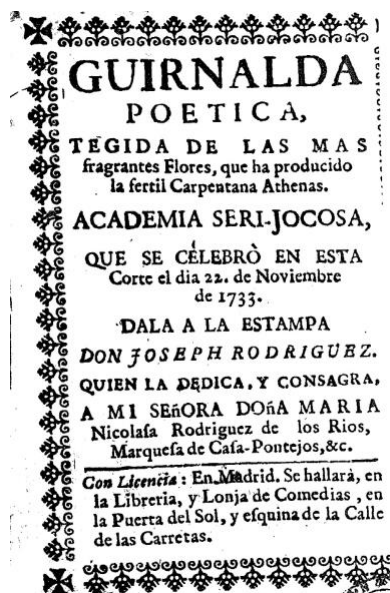 GUIRNALDA
POETICA,
TEGIDA DE LAS MAS
fragrantes Flores, que ha producido
la fertil Carpentana Athenas.
ACADEMIA SERI-JOCOSA,
QUE SE CÉLEBRÒ EN ESTA
Corte el dia 22. de Noviembre
de 1733.
DALA A LA ESTAMPA
DON JOSEPH RODRIGUEZ.
QUIEN LA DEDICA, Y CONSAGRA,
A MI SEñORA DOñA MARIA
Nicolaſa Rodriguez de los Rios,
Marqueſa de Caſa-Pontejos,&c.
Con Licencia: En Madrid. Se hallarà, en
la Libreria, y Lonja de Comedias, en
la Puerta del Sol, y eſquina de la Calle
de las Carretas.